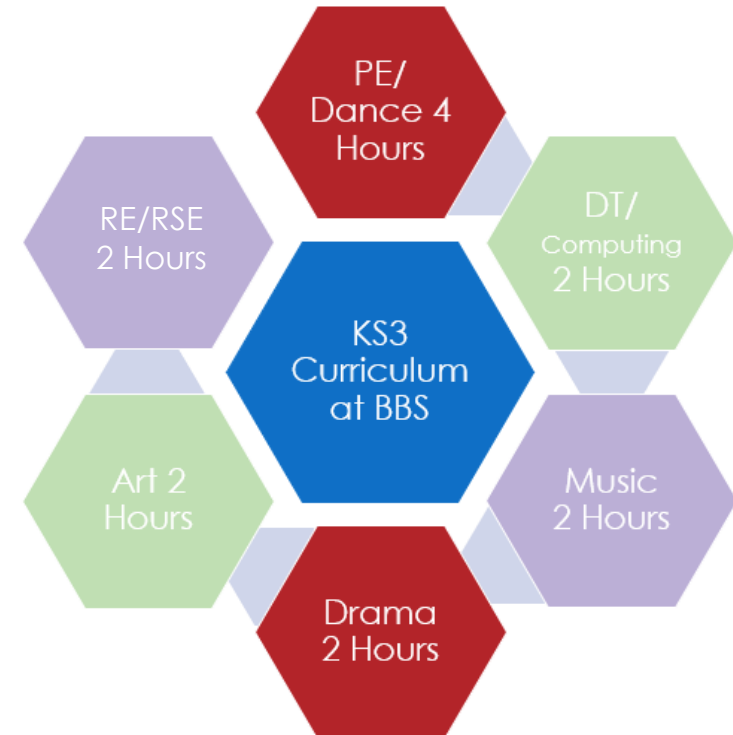 PE/
Dance 4
Hours
DT/
Computing
2 Hours
Music
2 Hours
Drama
2 Hours
Art 2
Hours
RE/RSE
2 Hours
KS3
Curriculum
at BBS